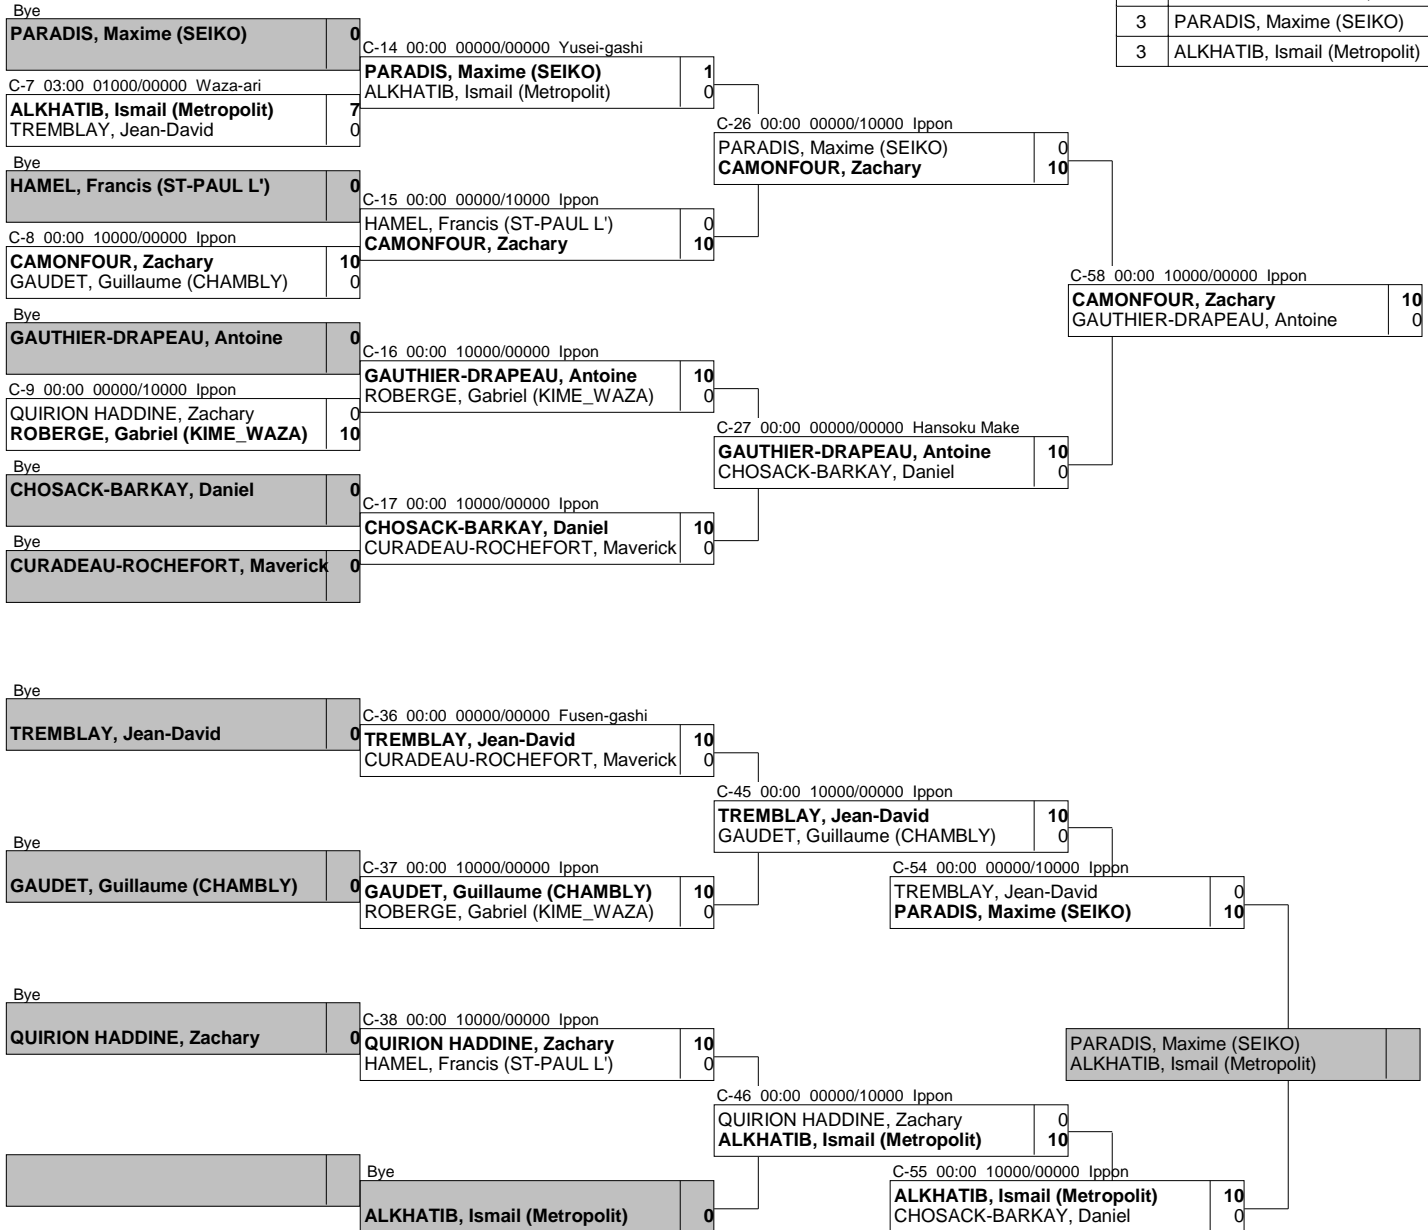 3 PARADIS, Maxime (SEIKO)
3 ALKHATIB, Ismail (Metropolit)
Bye
PARADIS, Maxime (SEIKO) 0
C-7 03:00 01000/00000 Waza-ari
ALKHATIB, Ismail (Metropolit) 7
TREMBLAY, Jean-David 0
Bye
HAMEL, Francis (ST-PAUL L') 0
C-8 00:00 10000/00000 Ippon
CAMONFOUR, Zachary 10
GAUDET, Guillaume (CHAMBLY) 0
Bye
GAUTHIER-DRAPEAU, Antoine 0
C-9 00:00 00000/10000 Ippon
QUIRION HADDINE, Zachary 0
ROBERGE, Gabriel (KIME_WAZA) 10
Bye
CHOSACK-BARKAY, Daniel 0
Bye
CURADEAU-ROCHEFORT, Maverick 0
C-14 00:00 00000/00000 Yusei-gashi
PARADIS, Maxime (SEIKO) 1
ALKHATIB, Ismail (Metropolit) 0
C-15 00:00 00000/10000 Ippon
HAMEL, Francis (ST-PAUL L') 0
CAMONFOUR, Zachary 10
C-16 00:00 10000/00000 Ippon
GAUTHIER-DRAPEAU, Antoine 10
ROBERGE, Gabriel (KIME_WAZA) 0
C-17 00:00 10000/00000 Ippon
CHOSACK-BARKAY, Daniel 10
CURADEAU-ROCHEFORT, Maverick 0
C-26 00:00 00000/10000 Ippon
PARADIS, Maxime (SEIKO) 0
CAMONFOUR, Zachary 10
C-27 00:00 00000/00000 Hansoku Make
GAUTHIER-DRAPEAU, Antoine 10
CHOSACK-BARKAY, Daniel 0
C-58 00:00 10000/00000 Ippon
CAMONFOUR, Zachary 10
GAUTHIER-DRAPEAU, Antoine 0
Bye
TREMBLAY, Jean-David 0
Bye
GAUDET, Guillaume (CHAMBLY) 0
Bye
QUIRION HADDINE, Zachary 0
C-36 00:00 00000/00000 Fusen-gashi
TREMBLAY, Jean-David 10
CURADEAU-ROCHEFORT, Maverick 0
C-37 00:00 10000/00000 Ippon
GAUDET, Guillaume (CHAMBLY) 10
ROBERGE, Gabriel (KIME_WAZA) 0
C-38 00:00 10000/00000 Ippon
QUIRION HADDINE, Zachary 10
HAMEL, Francis (ST-PAUL L') 0
Bye
ALKHATIB, Ismail (Metropolit) 0
C-45 00:00 10000/00000 Ippon
TREMBLAY, Jean-David 10
GAUDET, Guillaume (CHAMBLY) 0
C-46 00:00 00000/10000 Ippon
QUIRION HADDINE, Zachary 0
ALKHATIB, Ismail (Metropolit) 10
C-54 00:00 00000/10000 Ippon
TREMBLAY, Jean-David 0
PARADIS, Maxime (SEIKO) 10
C-55 00:00 10000/00000 Ippon
ALKHATIB, Ismail (Metropolit) 10
CHOSACK-BARKAY, Daniel 0
PARADIS, Maxime (SEIKO)
ALKHATIB, Ismail (Metropolit)